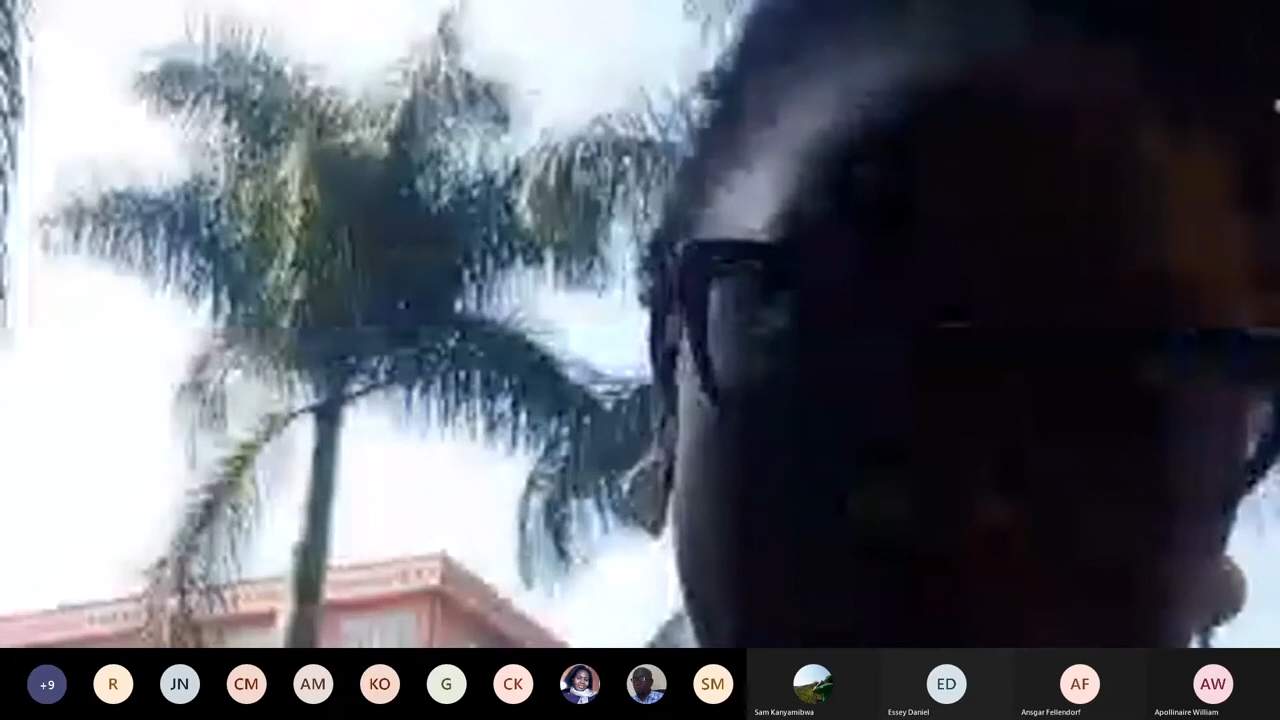 +9
R
JN
CM
AM
KO
G
CK
SM
ED
AF
AW
Sam Kanyamibwa
Essey Daniel
Ansgar Fellendorf
Apollinaire William